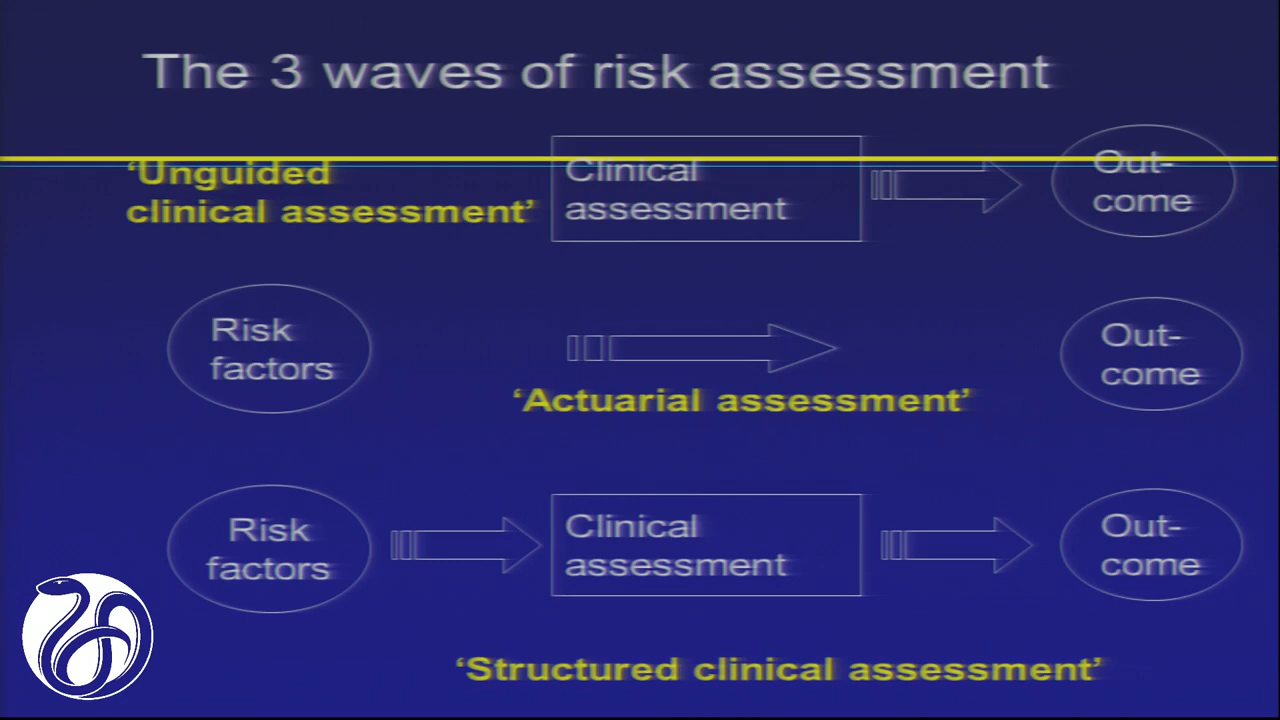 The 3 waves of risk assessment
‘Unguided
clinical assessment’
Clinical
assessment
Out-
come
Risk
factors
‘Actuarial assessment’
Out-
come
Risk
factors
Clinical
assessment
Out-
come
‘Structured clinical assessment’